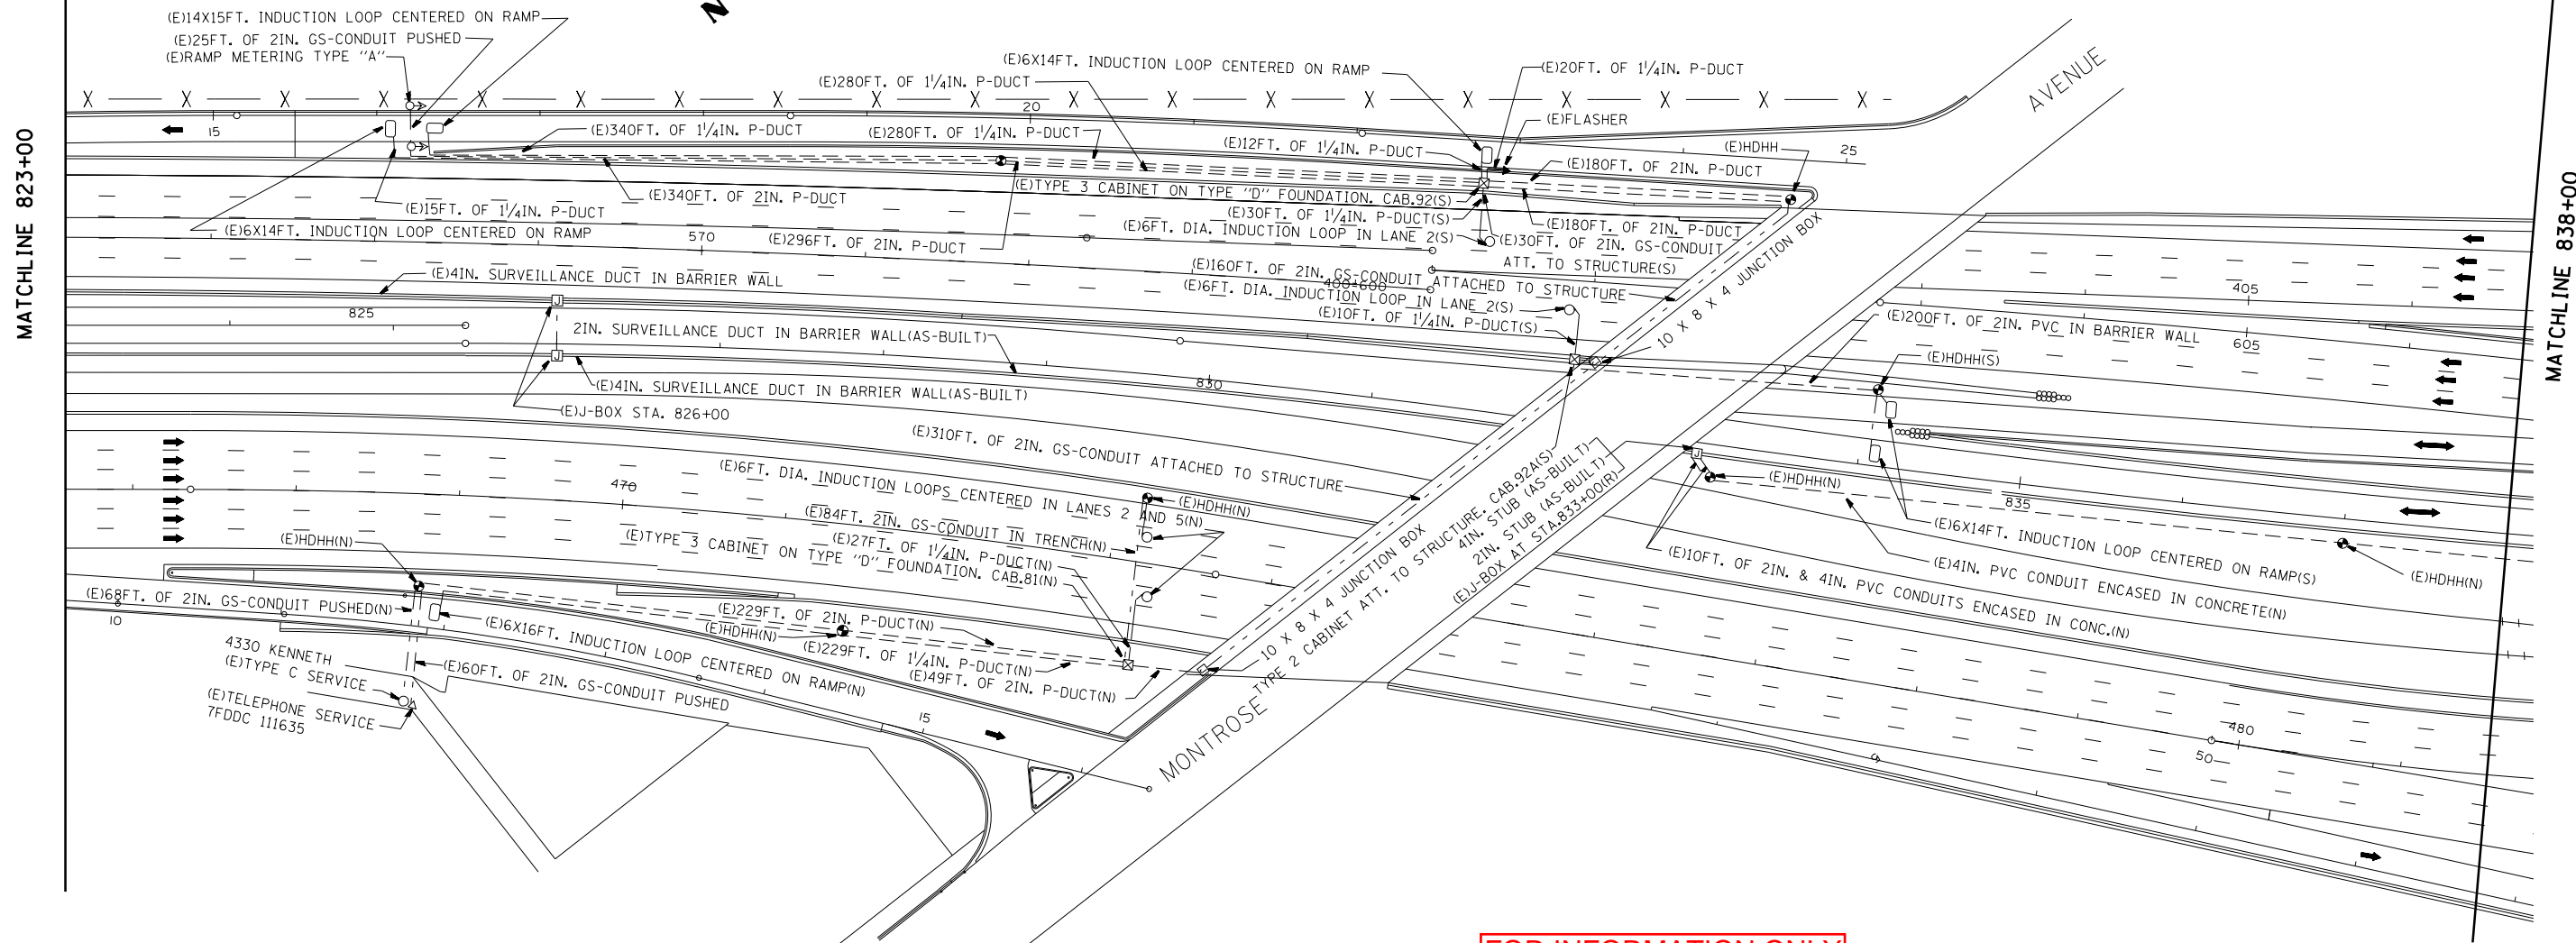 (E)14X15FT. INDUCTION LOOP CENTERED ON RAMP
(E)25FT. OF 2IN. GS-CONDUIT PUSHED
(E)RAMP METERING TYPE "A"
N
(E)6X14FT. INDUCTION LOOP CENTERED ON RAMP
(E)280FT. OF 1¼IN. P-DUCT
(E)20FT. OF 1¼IN. P-DUCT
AVENUE
MATCHLINE 823+00
MATCHLINE 838+00
X X X X X X X X X X X X X X X X X X X
15
20
25
(E)340FT. OF 1¼IN. P-DUCT
(E)280FT. OF 1¼IN. P-DUCT
(E)FLASHER
(E)12FT. OF 1¼IN. P-DUCT
(E)HDHH
(E)180FT. OF 2IN. P-DUCT
(E)340FT. OF 2IN. P-DUCT
(E)TYPE 3 CABINET ON TYPE "D" FOUNDATION. CAB.92(S)
(E)15FT. OF 1¼IN. P-DUCT
(E)30FT. OF 1¼IN. P-DUCT(S)
(E)180FT. OF 2IN. P-DUCT
(E)6X14FT. INDUCTION LOOP CENTERED ON RAMP
570
(E)296FT. OF 2IN. P-DUCT
(E)6FT. DIA. INDUCTION LOOP IN LANE 2(S)
(E)30FT. OF 2IN. GS-CONDUIT
ATT. TO STRUCTURE(S)
(E)4IN. SURVEILLANCE DUCT IN BARRIER WALL
(E)160FT. OF 2IN. GS-CONDUIT ATTACHED TO STRUCTURE
400+600
(E)6FT. DIA. INDUCTION LOOP IN LANE 2(S)
(E)10FT. OF 1¼IN. P-DUCT(S)
10 X 8 X 4 JUNCTION BOX
405
825
J
2IN. SURVEILLANCE DUCT IN BARRIER WALL(AS-BUILT)
(E)200FT. OF 2IN. PVC IN BARRIER WALL
605
J
(E)HDHH(S)
(E)4IN. SURVEILLANCE DUCT IN BARRIER WALL(AS-BUILT)
830
(E)J-BOX STA. 826+00
(E)310FT. OF 2IN. GS-CONDUIT ATTACHED TO STRUCTURE
(E)6FT. DIA. INDUCTION LOOPS CENTERED IN LANES 2 AND 5(N)
470
(E)HDHH(N)
J
(E)HDHH(N)
835
(E)84FT. 2IN. GS-CONDUIT IN TRENCH(N)
(E)27FT. OF 1¼IN. P-DUCT(N)
(E)TYPE 3 CABINET ON TYPE "D" FOUNDATION. CAB.81(N)
(E)HDHH(N)
10 X 8 X 4 JUNCTION BOX
TYPE 2 CABINET ATT. TO STRUCTURE. CAB.92A(S)
4IN. STUB (AS-BUILT)
2IN. STUB (AS-BUILT)
(E)J-BOX AT STA.833+00(R)
(E)6X14FT. INDUCTION LOOP CENTERED ON RAMP(S)
(E)HDHH(N)
(E)4IN. PVC CONDUIT ENCASED IN CONCRETE(N)
(E)10FT. OF 2IN. & 4IN. PVC CONDUITS ENCASED IN CONC.(N)
(E)68FT. OF 2IN. GS-CONDUIT PUSHED(N)
10
(E)229FT. OF 2IN. P-DUCT(N)
(E)HDHH(N)
(E)6X16FT. INDUCTION LOOP CENTERED ON RAMP(N)
(E)229FT. OF 1¼IN. P-DUCT(N)
(E)49FT. OF 2IN. P-DUCT(N)
4330 KENNETH
(E)TYPE C SERVICE
(E)60FT. OF 2IN. GS-CONDUIT PUSHED
(E)TELEPHONE SERVICE
7FDDC 111635
15
MONTROSE
480
50
FOR INFORMATION ONLY